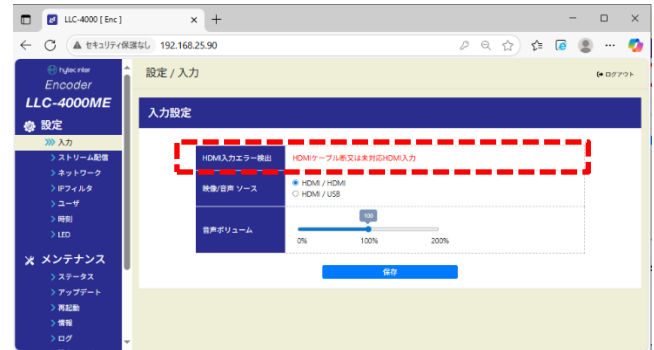 LLC-4000 [ Enc ]
セキュリティ保護なし 192.168.25.90
hytec inter
Encoder
LLC-4000ME
設定
入力
ストリーム配信
ネットワーク
IPフィルタ
ユーザ
時刻
LED
メンテナンス
ステータス
アップデート
再起動
情報
ログ
設定 / 入力
ログアウト
入力設定
HDMI入力エラー検出 HDMIケーブル断又は未対応HDMI入力
映像/音声 ソース HDMI / HDMI
HDMI / USB
100
音声ボリューム
0% 100% 200%
保存